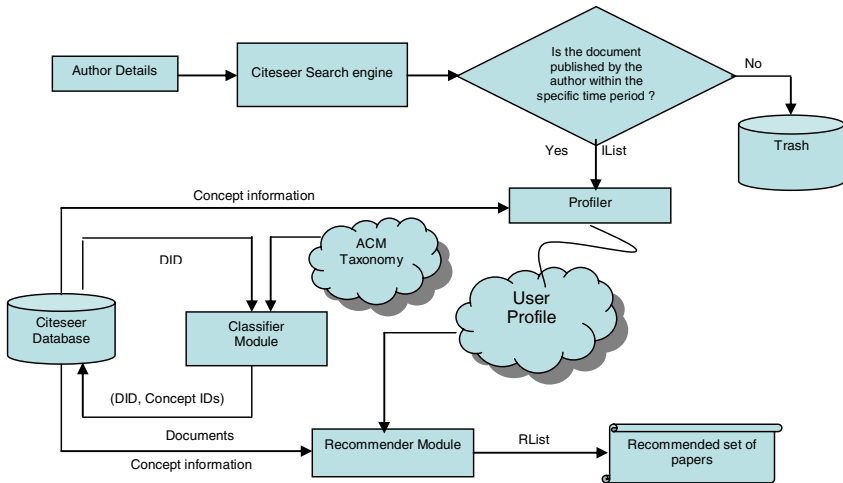 Author Details
Citeseer Search engine
Is the document
published by the
author within the
specific time period ?
No
Trash
Yes
IList
Concept information
Profiler
DID
ACM
Taxonomy
User
Profile
Citeseer
Database
Classifier
Module
(DID, Concept IDs)
Documents
Concept information
Recommender Module
RList
Recommended set of
papers